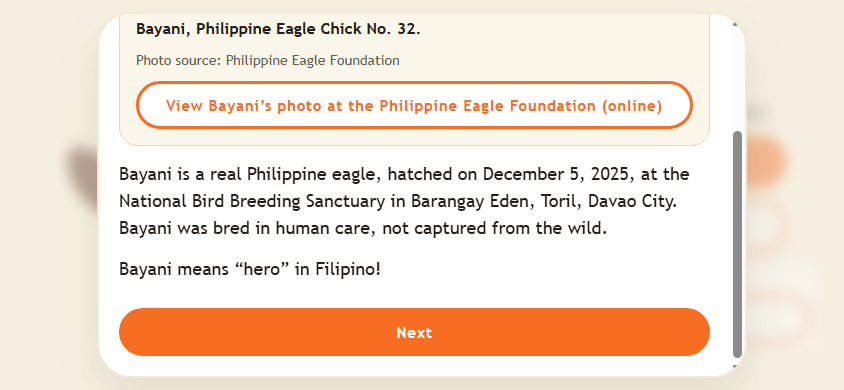 Bayani, Philippine Eagle Chick No. 32.
Photo source: Philippine Eagle Foundation
View Bayani’s photo at the Philippine Eagle Foundation (online)
Bayani is a real Philippine eagle, hatched on December 5, 2025, at the
National Bird Breeding Sanctuary in Barangay Eden, Toril, Davao City.
Bayani was bred in human care, not captured from the wild.
Bayani means “hero” in Filipino!
Next